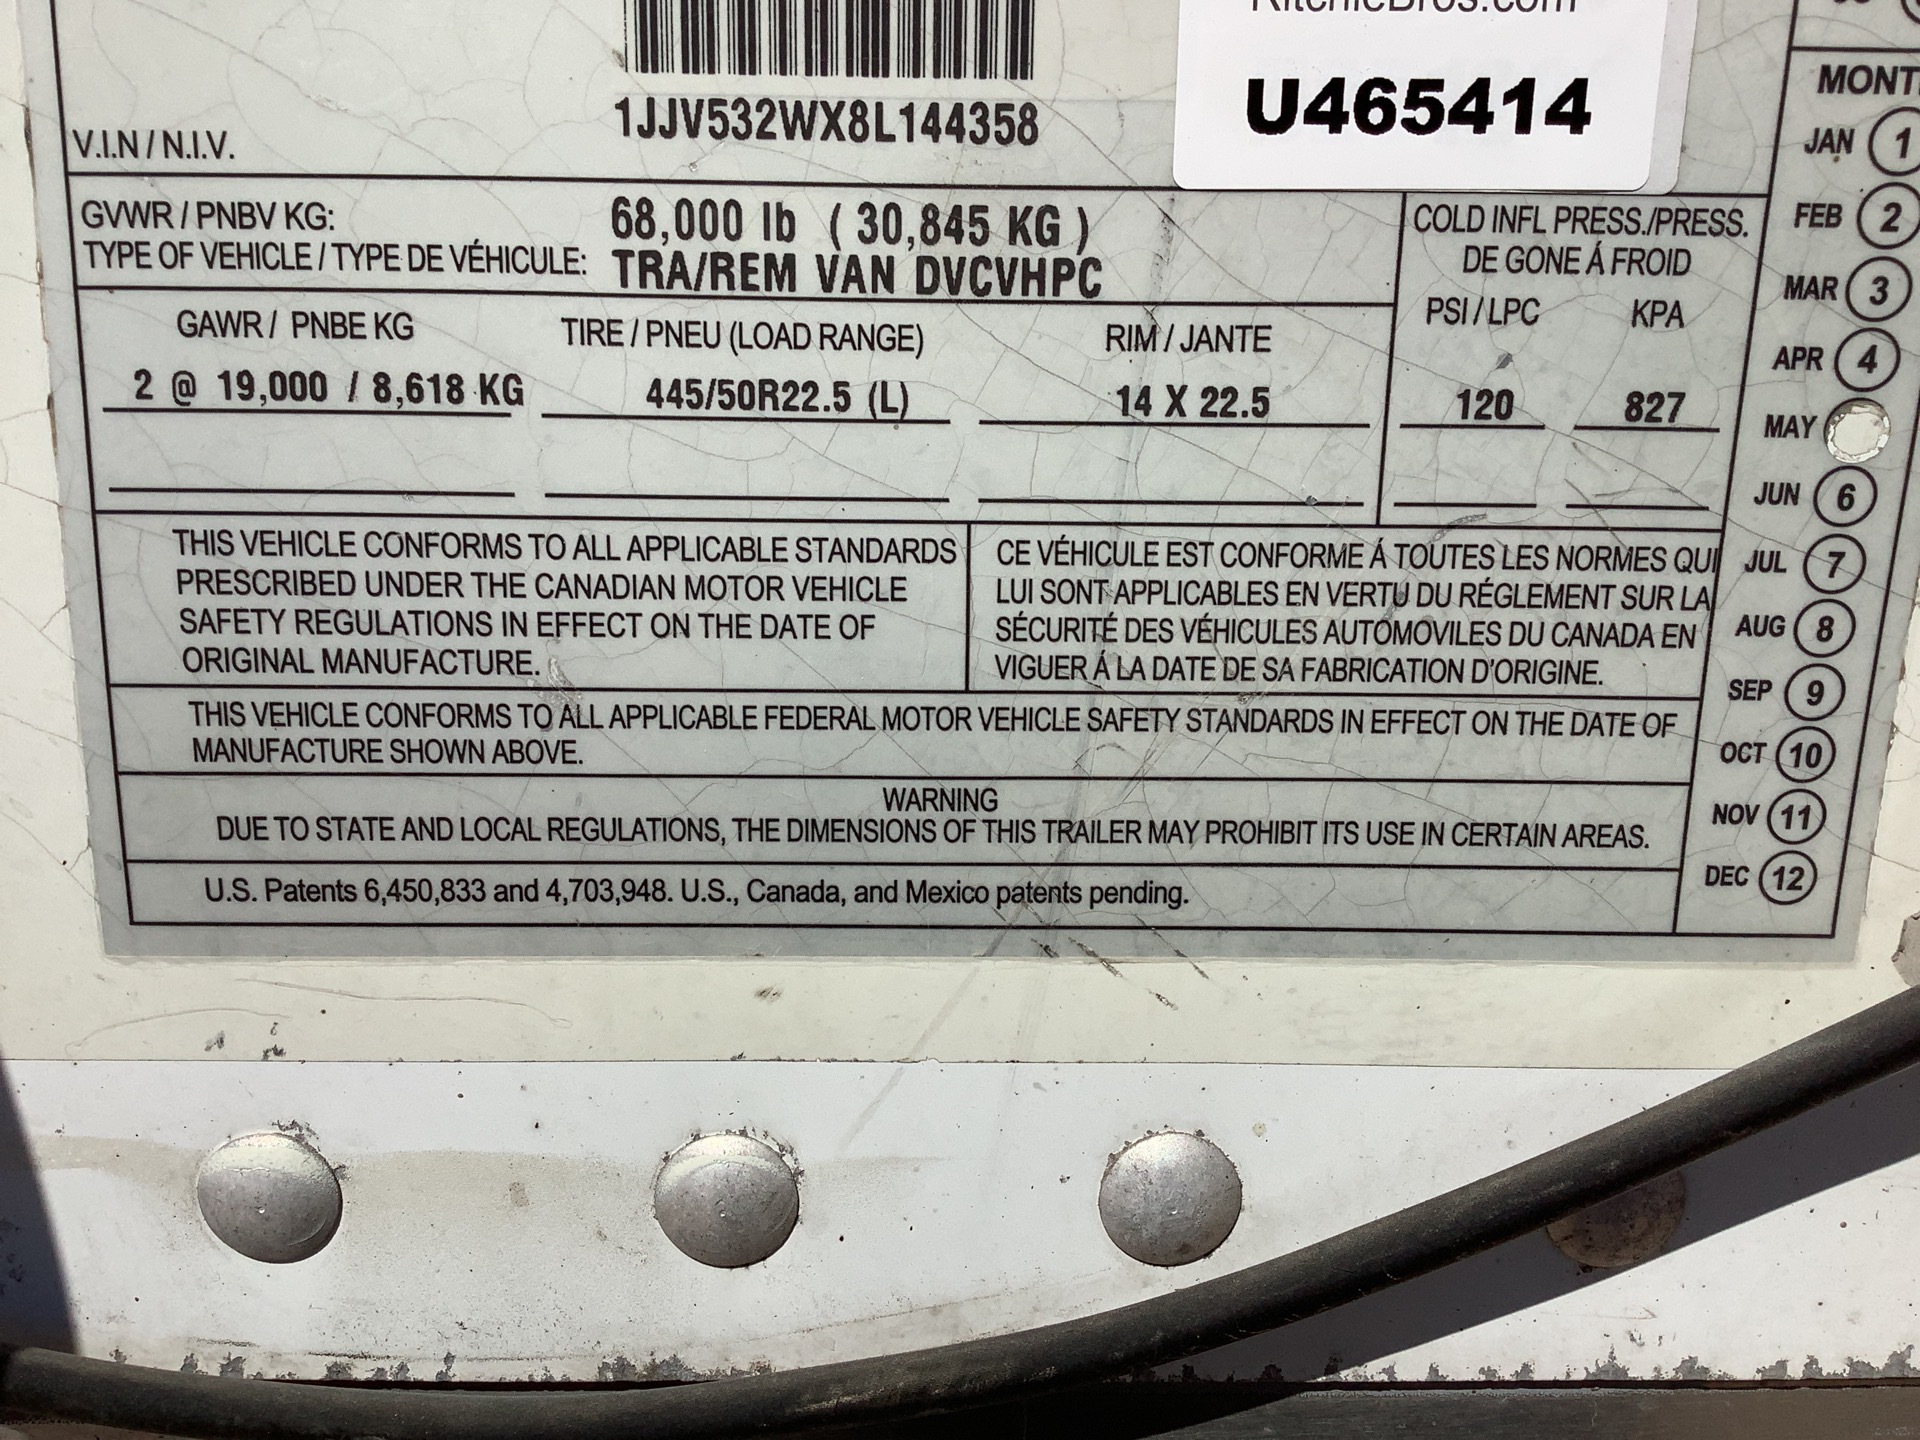 RitchieBros.com
U465414
1JJV532WX8L144358
V.I.N / N.I.V.
GVWR / PNBV KG: 68,000 lb ( 30,845 KG )
TYPE OF VEHICLE / TYPE DE VÉHICULE: TRA/REM VAN DVCVHPC
COLD INFL PRESS./PRESS.
DE GONE Á FROID
GAWR / PNBE KG TIRE / PNEU (LOAD RANGE) RIM / JANTE PSI / LPC KPA
2 @ 19,000 / 8,618 KG 445/50R22.5 (L) 14 X 22.5 120 827
THIS VEHICLE CONFORMS TO ALL APPLICABLE STANDARDS
PRESCRIBED UNDER THE CANADIAN MOTOR VEHICLE
SAFETY REGULATIONS IN EFFECT ON THE DATE OF
ORIGINAL MANUFACTURE.
CE VÉHICULE EST CONFORME Á TOUTES LES NORMES QUI
LUI SONT APPLICABLES EN VERTU DU RÉGLEMENT SUR LA
SÉCURITÉ DES VÉHICULES AUTOMOVILES DU CANADA EN
VIGUER Á LA DATE DE SA FABRICATION D'ORIGINE.
THIS VEHICLE CONFORMS TO ALL APPLICABLE FEDERAL MOTOR VEHICLE SAFETY STANDARDS IN EFFECT ON THE DATE OF
MANUFACTURE SHOWN ABOVE.
WARNING
DUE TO STATE AND LOCAL REGULATIONS, THE DIMENSIONS OF THIS TRAILER MAY PROHIBIT ITS USE IN CERTAIN AREAS.
U.S. Patents 6,450,833 and 4,703,948. U.S., Canada, and Mexico patents pending.
MONT
JAN 1
FEB 2
MAR 3
APR 4
MAY
JUN 6
JUL 7
AUG 8
SEP 9
OCT 10
NOV 11
DEC 12